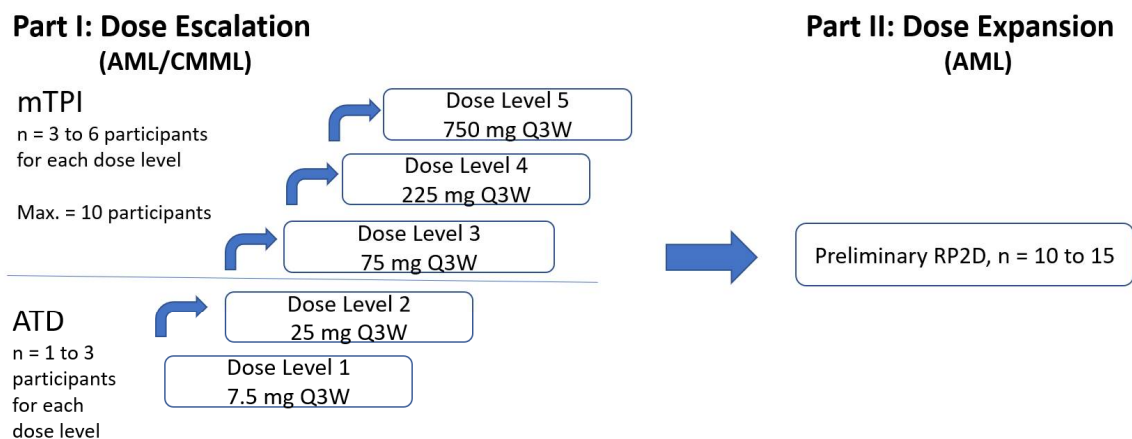 Part I: Dose Escalation
(AML/CMML)
Part II: Dose Expansion
(AML)
mTPI
n = 3 to 6 participants
for each dose level
Max. = 10 participants
Dose Level 5
750 mg Q3W
Dose Level 4
225 mg Q3W
Dose Level 3
75 mg Q3W
Preliminary RP2D, n = 10 to 15
ATD
n = 1 to 3
participants
for each
dose level
Dose Level 2
25 mg Q3W
Dose Level 1
7.5 mg Q3W